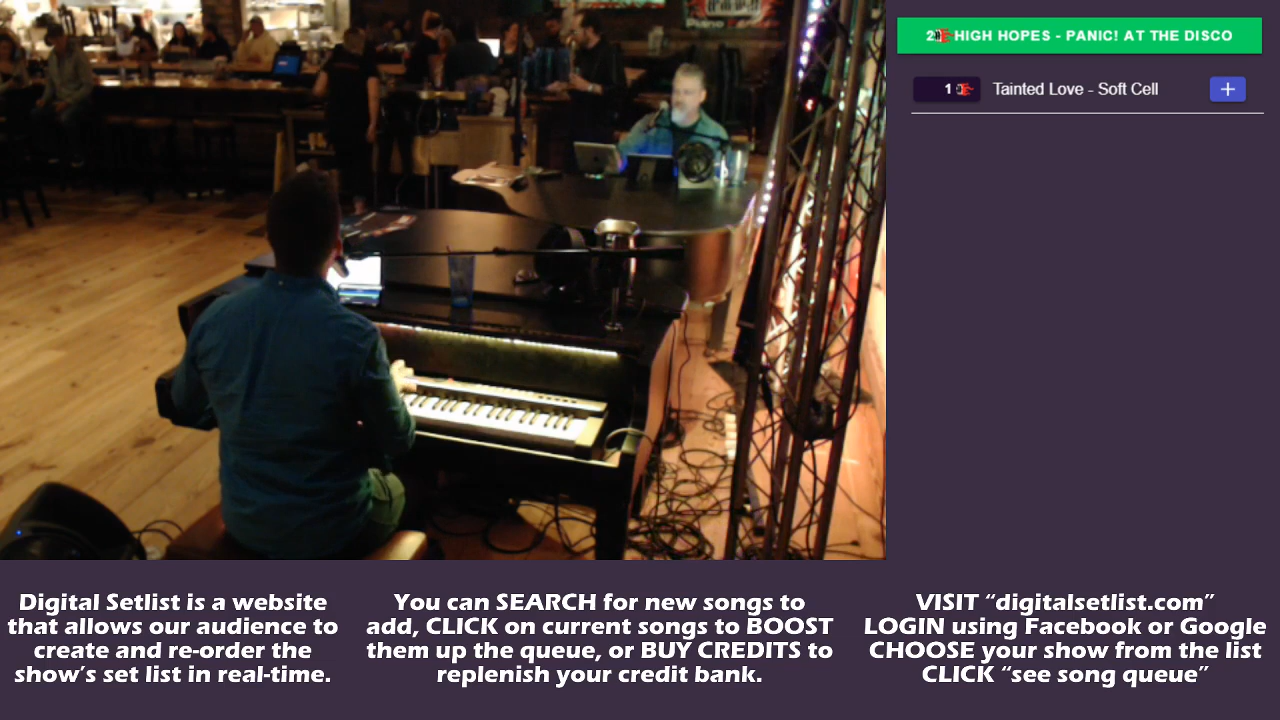 Piano
2 HIGH HOPES - PANIC! AT THE DISCO
1 Tainted Love - Soft Cell +
Digital Setlist is a website
that allows our audience to
create and re-order the
show's set list in real-time.
You can SEARCH for new songs to
add, CLICK on current songs to BOOST
them up the queue, or BUY CREDITS to
replenish your credit bank.
VISIT “digitalsetlist.com”
LOGIN using Facebook or Google
CHOOSE your show from the list
CLICK “see song queue”